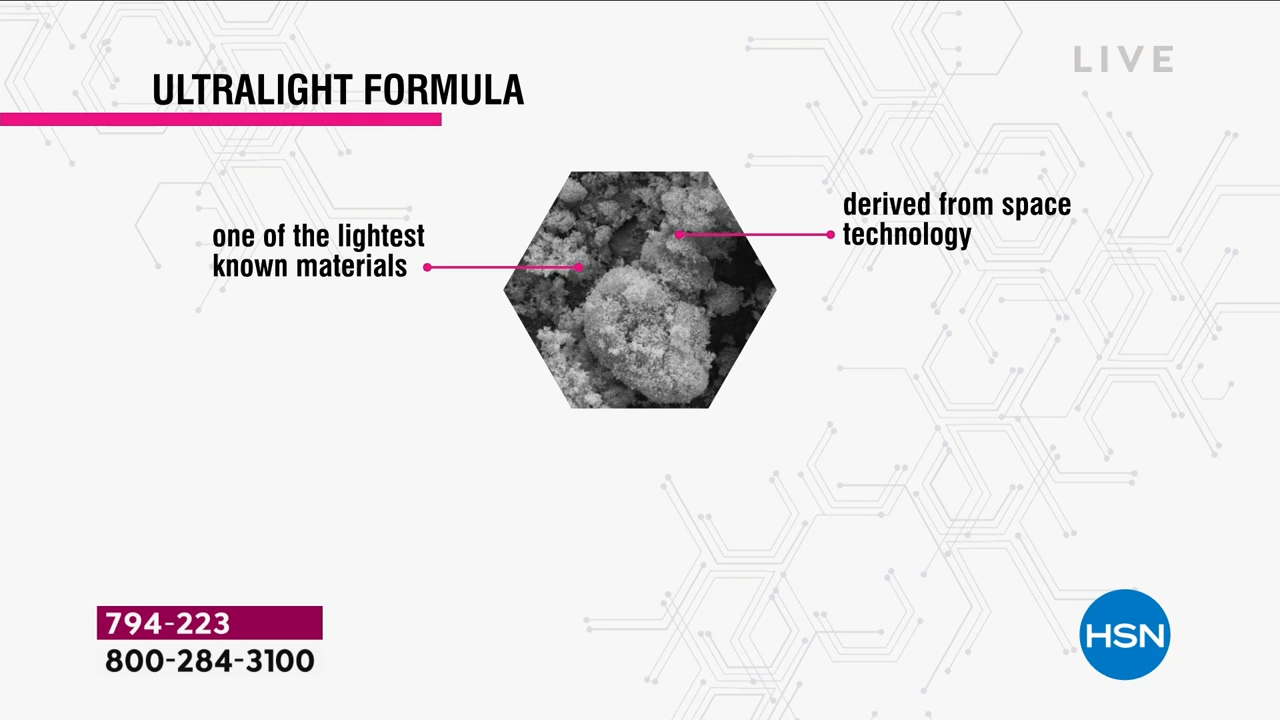 LIVE
ULTRALIGHT FORMULA
one of the lightest
known materials
derived from space
technology
794-223
800-284-3100
HSN